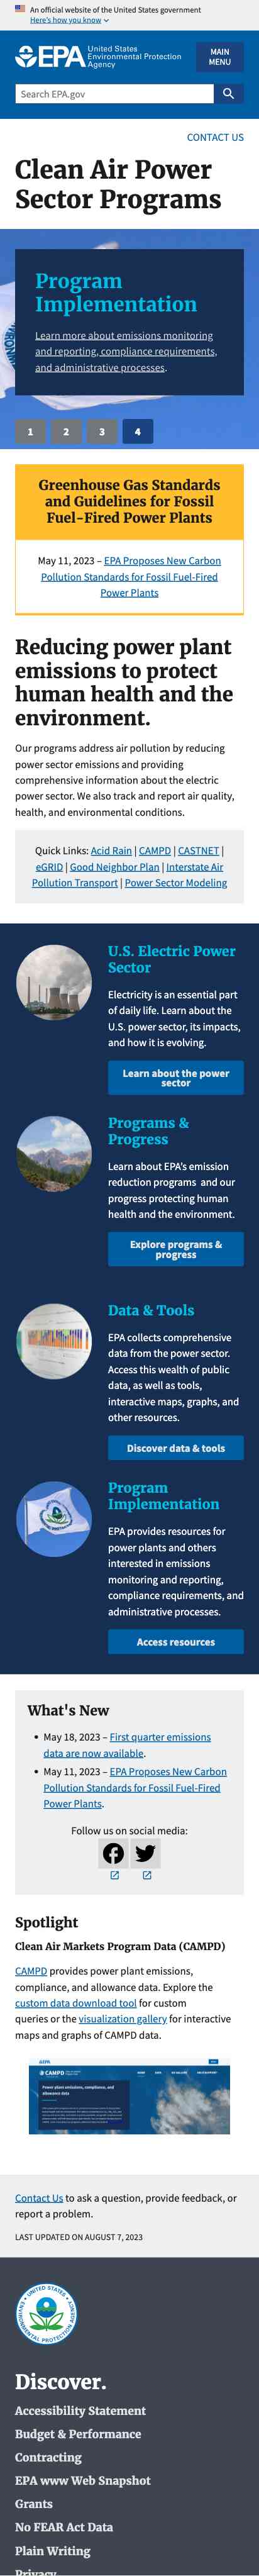 An official website of the United States government
Here's how you know
EPA United States
Environmental Protection
Agency
MAIN
MENU
Search EPA.gov
CONTACT US
Clean Air Power
Sector Programs
Program
Implementation
Learn more about emissions monitoring
and reporting, compliance requirements,
and administrative processes.
1 2 3 4
Greenhouse Gas Standards
and Guidelines for Fossil
Fuel-Fired Power Plants
May 11, 2023 – EPA Proposes New Carbon
Pollution Standards for Fossil Fuel-Fired
Power Plants
Reducing power plant
emissions to protect
human health and the
environment.
Our programs address air pollution by reducing
power sector emissions and providing
comprehensive information about the electric
power sector. We also track and report air quality,
health, and environmental conditions.
Quick Links: Acid Rain | CAMPD | CASTNET |
eGRID | Good Neighbor Plan | Interstate Air
Pollution Transport | Power Sector Modeling
U.S. Electric Power
Sector
Electricity is an essential part
of daily life. Learn about the
U.S. power sector, its impacts,
and how it is evolving.
Learn about the power
sector
Programs &
Progress
Learn about EPA's emission
reduction programs and our
progress protecting human
health and the environment.
Explore programs &
progress
Data & Tools
EPA collects comprehensive
data from the power sector.
Access this wealth of public
data, as well as tools,
interactive maps, graphs, and
other resources.
Discover data & tools
Program
Implementation
EPA provides resources for
power plants and others
interested in emissions
monitoring and reporting,
compliance requirements, and
administrative processes.
Access resources
What's New
• May 18, 2023 – First quarter emissions
data are now available.
• May 11, 2023 – EPA Proposes New Carbon
Pollution Standards for Fossil Fuel-Fired
Power Plants.
Follow us on social media:
Spotlight
Clean Air Markets Program Data (CAMPD)
CAMPD provides power plant emissions,
compliance, and allowance data. Explore the
custom data download tool for custom
queries or the visualization gallery for interactive
maps and graphs of CAMPD data.
EPA
CAMPD
Power plant emissions, compliance, and
allowance data.
Contact Us to ask a question, provide feedback, or
report a problem.
LAST UPDATED ON AUGUST 7, 2023
UNITED STATES
ENVIRONMENTAL PROTECTION AGENCY
Discover.
Accessibility Statement
Budget & Performance
Contracting
EPA www Web Snapshot
Grants
No FEAR Act Data
Plain Writing
Privacy